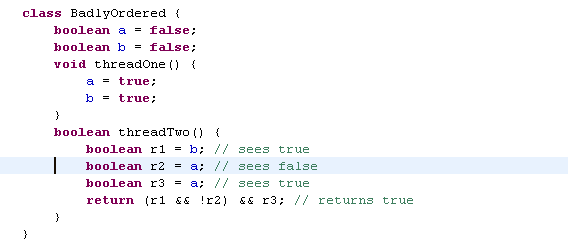 class BadlyOrdered {
    boolean a = false;
    boolean b = false;
    void threadOne() {
        a = true;
        b = true;
    }
    boolean threadTwo() {
        boolean r1 = b; // sees true
        boolean r2 = a; // sees false
        boolean r3 = a; // sees true
        return (r1 && !r2) && r3; // returns true
    }
}